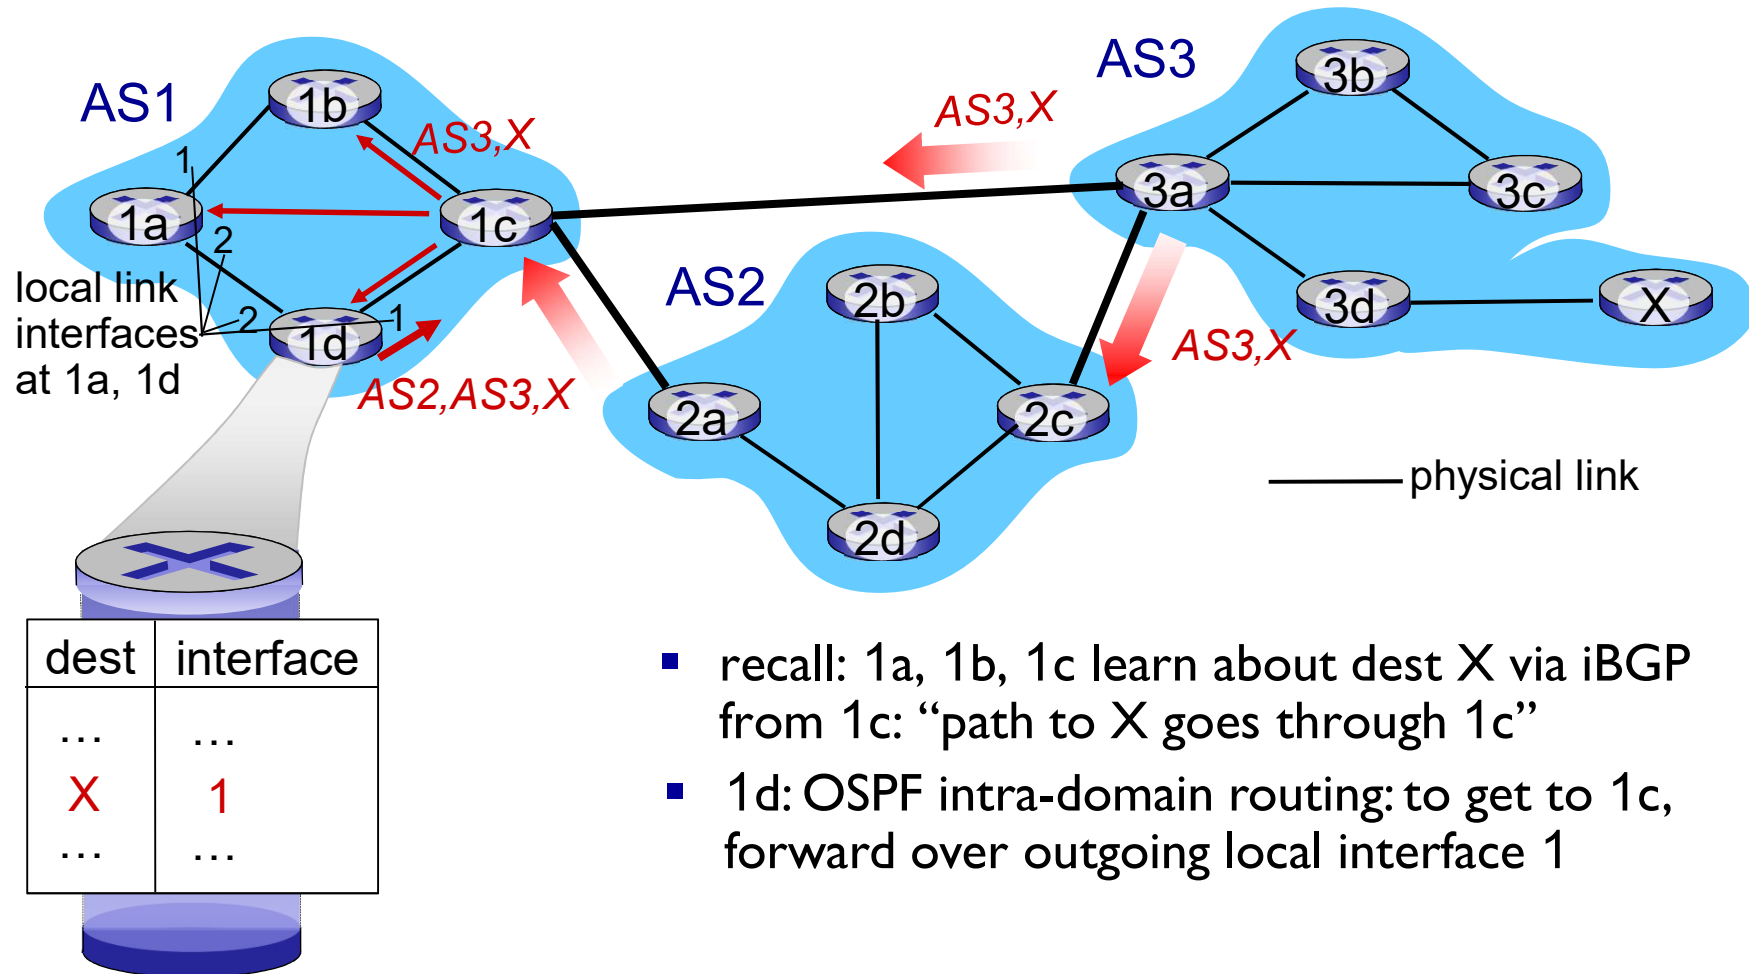 AS3
3b
AS1
1b
AS3,X
AS3,X
1
3a
3c
1a
1c
2
AS2
local link
interfaces
at 1a, 1d
2
1
1d
2b
3d
X
AS3,X
AS2,AS3,X
2a
2c
physical link
2d
dest interface
… …
X 1
… …
recall: 1a, 1b, 1c learn about dest X via iBGP
from 1c: “path to X goes through 1c”
1d: OSPF intra-domain routing: to get to 1c,
forward over outgoing local interface 1